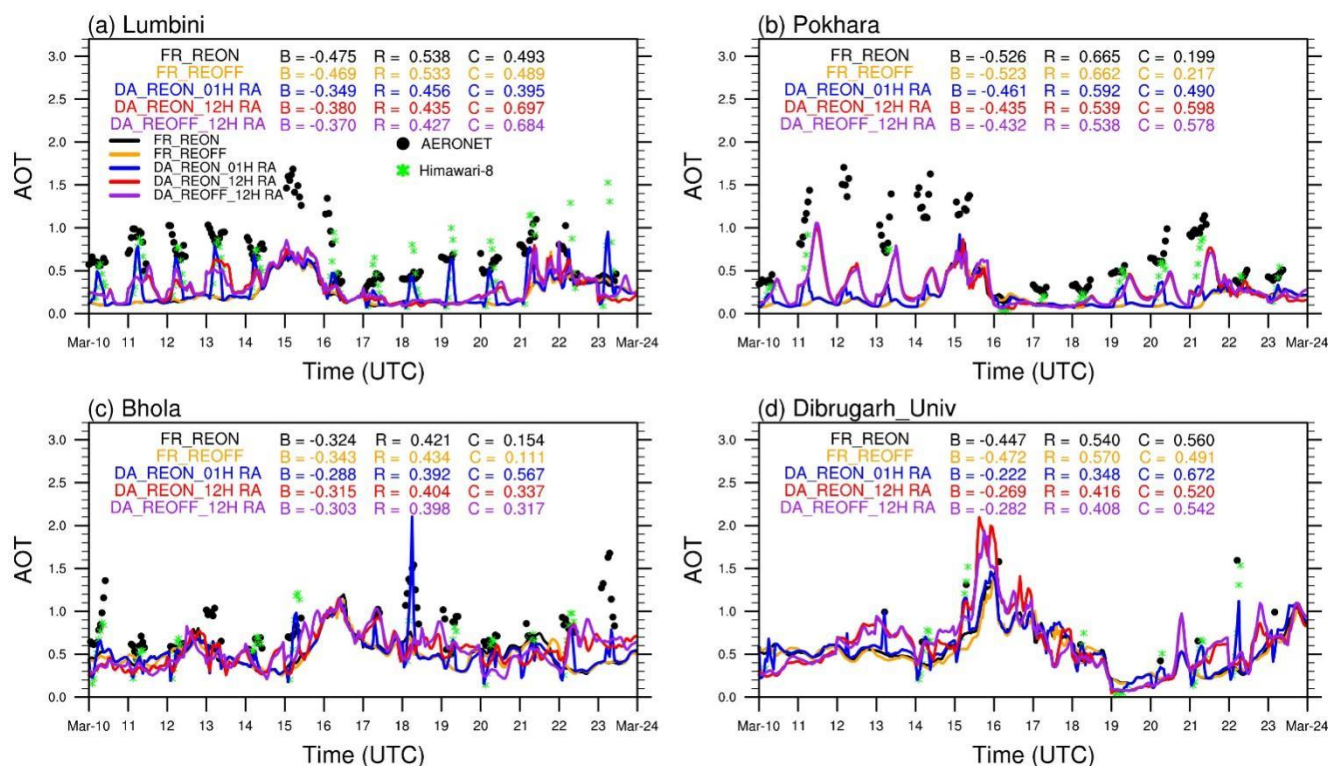 (a) Lumbini
FR_REON B = -0.475 R = 0.538 C = 0.493
FR_REOFF B = -0.469 R = 0.533 C = 0.489
DA_REON_01H RA B = -0.349 R = 0.456 C = 0.395
DA_REON_12H RA B = -0.380 R = 0.435 C = 0.697
DA_REOFF_12H RA B = -0.370 R = 0.427 C = 0.684
FR_REON
FR_REOFF
DA_REON_01H RA
DA_REON_12H RA
DA_REOFF_12H RA
AERONET
Himawari-8
AOT
3.0
2.5
2.0
1.5
1.0
0.5
0.0
Mar-10 11 12 13 14 15 16 17 18 19 20 21 22 23 Mar-24
Time (UTC)
(b) Pokhara
FR_REON B = -0.526 R = 0.665 C = 0.199
FR_REOFF B = -0.523 R = 0.662 C = 0.217
DA_REON_01H RA B = -0.461 R = 0.592 C = 0.490
DA_REON_12H RA B = -0.435 R = 0.539 C = 0.598
DA_REOFF_12H RA B = -0.432 R = 0.538 C = 0.578
AOT
3.0
2.5
2.0
1.5
1.0
0.5
0.0
Mar-10 11 12 13 14 15 16 17 18 19 20 21 22 23 Mar-24
Time (UTC)
(c) Bhola
FR_REON B = -0.324 R = 0.421 C = 0.154
FR_REOFF B = -0.343 R = 0.434 C = 0.111
DA_REON_01H RA B = -0.288 R = 0.392 C = 0.567
DA_REON_12H RA B = -0.315 R = 0.404 C = 0.337
DA_REOFF_12H RA B = -0.303 R = 0.398 C = 0.317
AOT
3.0
2.5
2.0
1.5
1.0
0.5
0.0
Mar-10 11 12 13 14 15 16 17 18 19 20 21 22 23 Mar-24
Time (UTC)
(d) Dibrugarh_Univ
FR_REON B = -0.447 R = 0.540 C = 0.560
FR_REOFF B = -0.472 R = 0.570 C = 0.491
DA_REON_01H RA B = -0.222 R = 0.348 C = 0.672
DA_REON_12H RA B = -0.269 R = 0.416 C = 0.520
DA_REOFF_12H RA B = -0.282 R = 0.408 C = 0.542
AOT
3.0
2.5
2.0
1.5
1.0
0.5
0.0
Mar-10 11 12 13 14 15 16 17 18 19 20 21 22 23 Mar-24
Time (UTC)